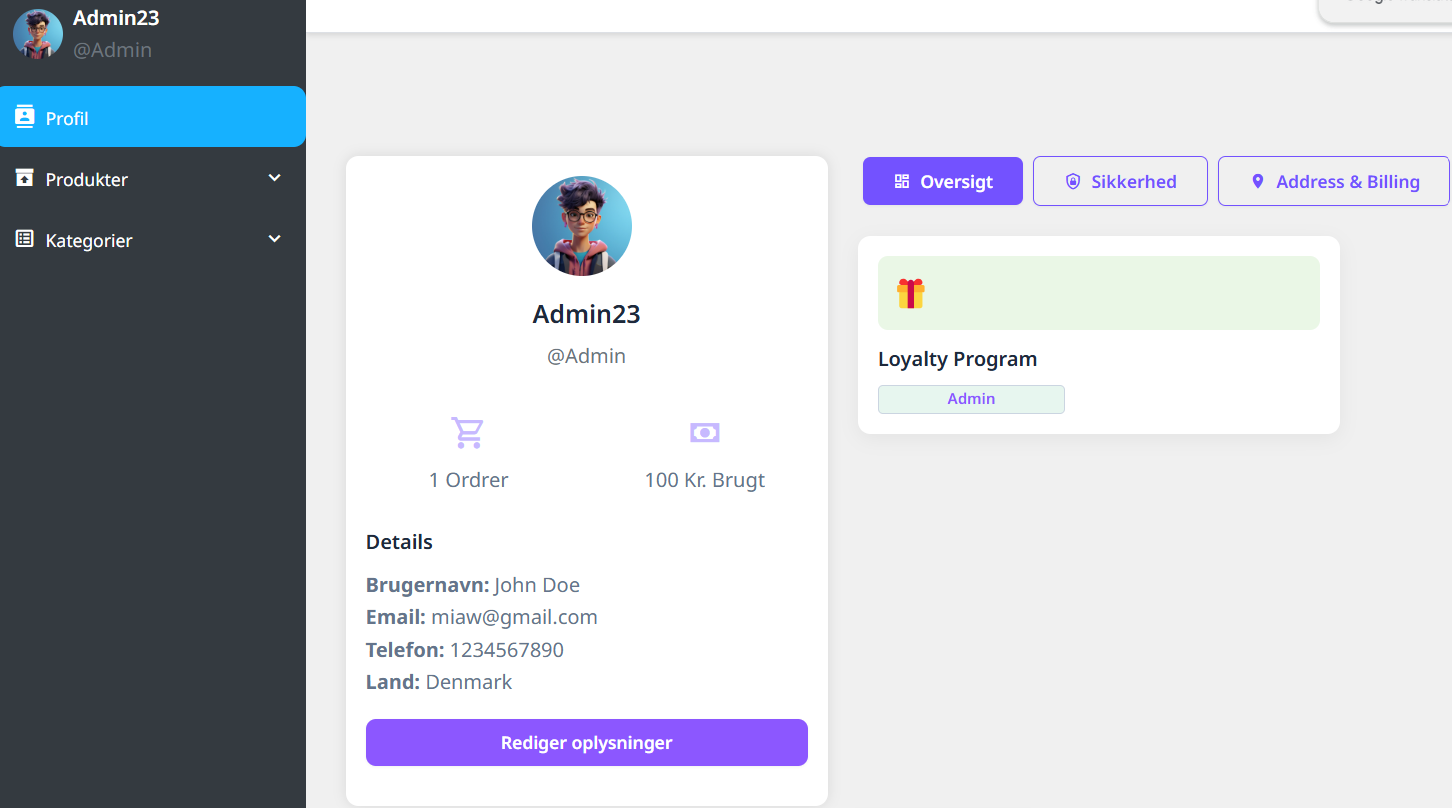 Admin23
@Admin
Profil
Produkter
Kategorier
Admin23
@Admin
1 Ordrer
100 Kr. Brugt
Details
Brugernavn: John Doe
Email: miaw@gmail.com
Telefon: 1234567890
Land: Denmark
Rediger oplysninger
Oversigt
Sikkerhed
Address & Billing
Loyalty Program
Admin